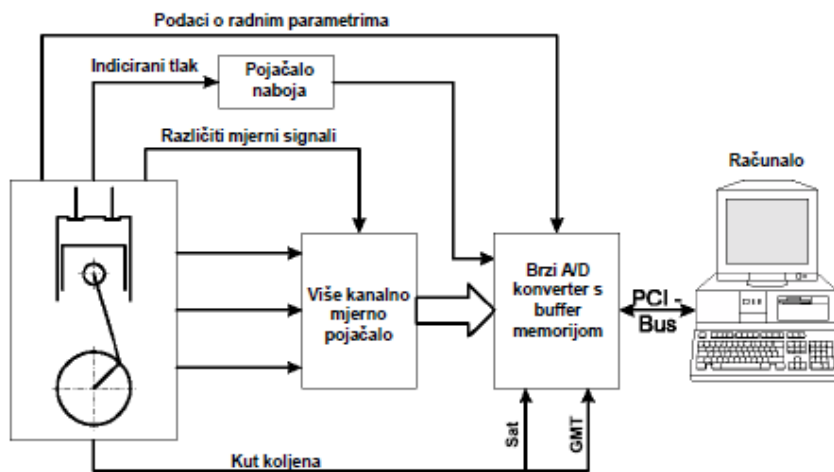 Podaci o radnim parametrima
Indicirani tlak
Pojačalo
naboja
Različiti mjerni signali
Računalo
Više kanalno
mjerno
pojačalo
Brzi A/D
konverter s
buffer
memorijom
PCI -
Bus
Sat
GMT
Kut koljena